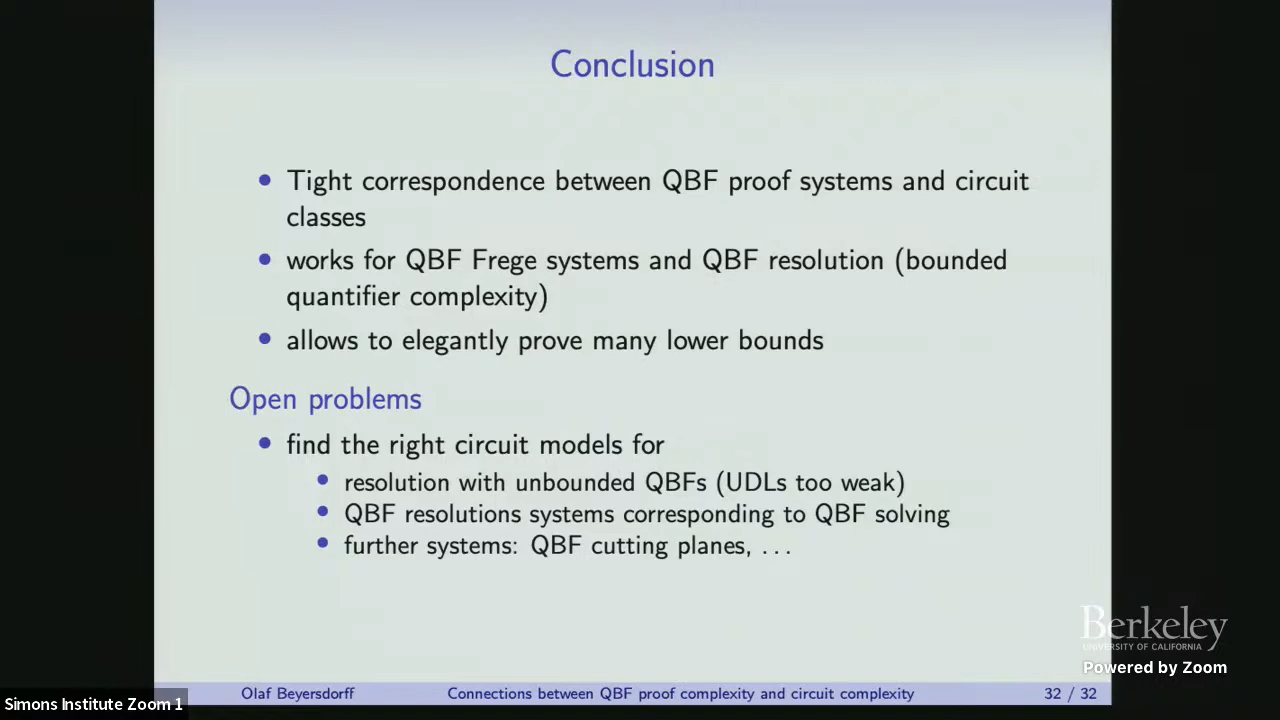 Conclusion
• Tight correspondence between QBF proof systems and circuit
classes
• works for QBF Frege systems and QBF resolution (bounded
quantifier complexity)
• allows to elegantly prove many lower bounds
Open problems
• find the right circuit models for
• resolution with unbounded QBFs (UDLs too weak)
• QBF resolutions systems corresponding to QBF solving
• further systems: QBF cutting planes, ...
Berkeley
UNIVERSITY OF CALIFORNIA
Powered by Zoom
Olaf Beyersdorff Connections between QBF proof complexity and circuit complexity 32 / 32
Simons Institute Zoom 1